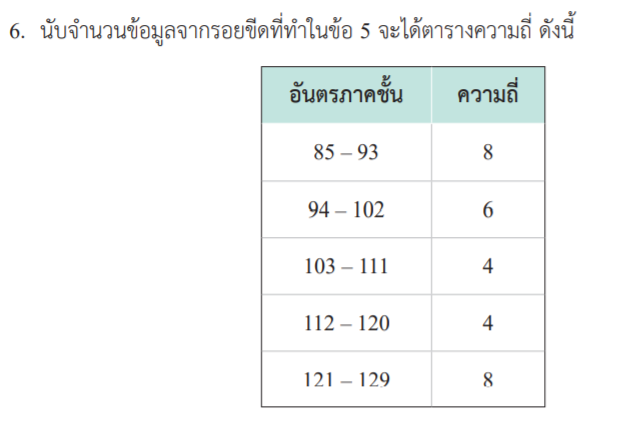 6. นับจำนวนข้อมูลจากรอยขีดที่ทำในข้อ 5 จะได้ตารางความถี่ ดังนี้
อันตรภาคชั้น ความถี่
85 – 93 8
94 – 102 6
103 – 111 4
112 – 120 4
121 – 129 8